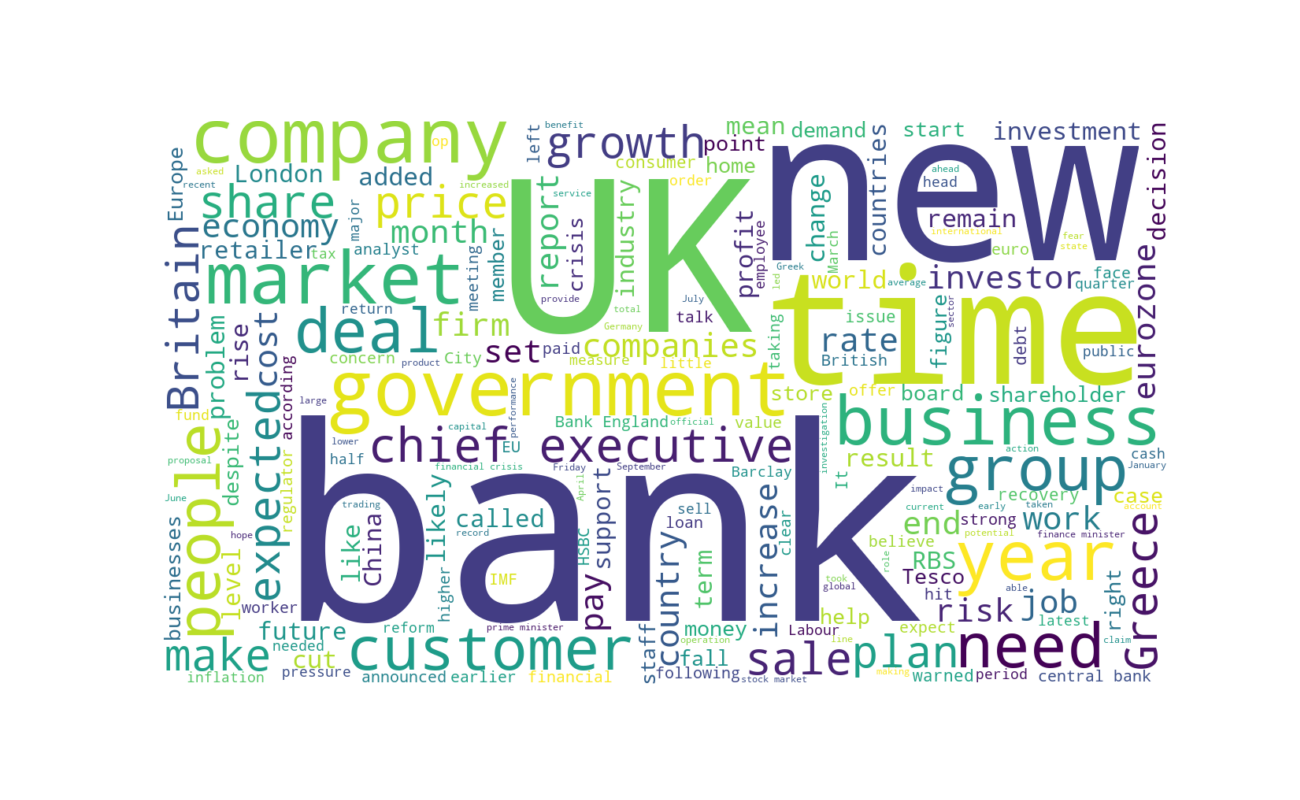 company
op
asked
recent
benefit
left
growth
mean
point
demand
start
investment
new
countries
decision
Europe
London
added
increased
consumer
order
home
service
ahead
head
share
price
major
report
crisis
industry
UK
profit
employee
change
March
remain
international
fear
state
economy
month
member
retailer
tax
analyst
meeting
Britain
market
return
provide
July
total
Germany
talk
led
Greek
world
average
investor
euro
face
quarter
sector
eurozone
time
deal
firm
set
paid
companies
measure
little
taking
issue
rate
British
figure
debt
public
problem
rise
cost
concern
City
product
according
large
government
performance
store
offer
board
shareholder
fund
people
expected
despite
regulator
lower
half
chief executive
capital
EU
financial crisis
Bank England
official
value
Friday
September
Barclay
investigation
It
business
result
group
action
cash
January
proposal
June
level
hope
businesses
bank
like
China
trading
likely
higher
called
record
IMF
April
HSBC
support
sell
loan
increase
clear
impact
current
early
recovery
taken
case
account
end
strong
work
believe
potential
finance minister
RBS
year
Greece
Tesco
hit
able
role
took
global
worker
pay
country
term
risk
job
latest
right
claim
future
needed
reform
prime minister
operation
money
Labour
help
line
expect
make
cut
customer
staff
fall
sale
plan
need
inflation
pressure
announced
earlier
financial
following
stock market
making
warned
period
central bank